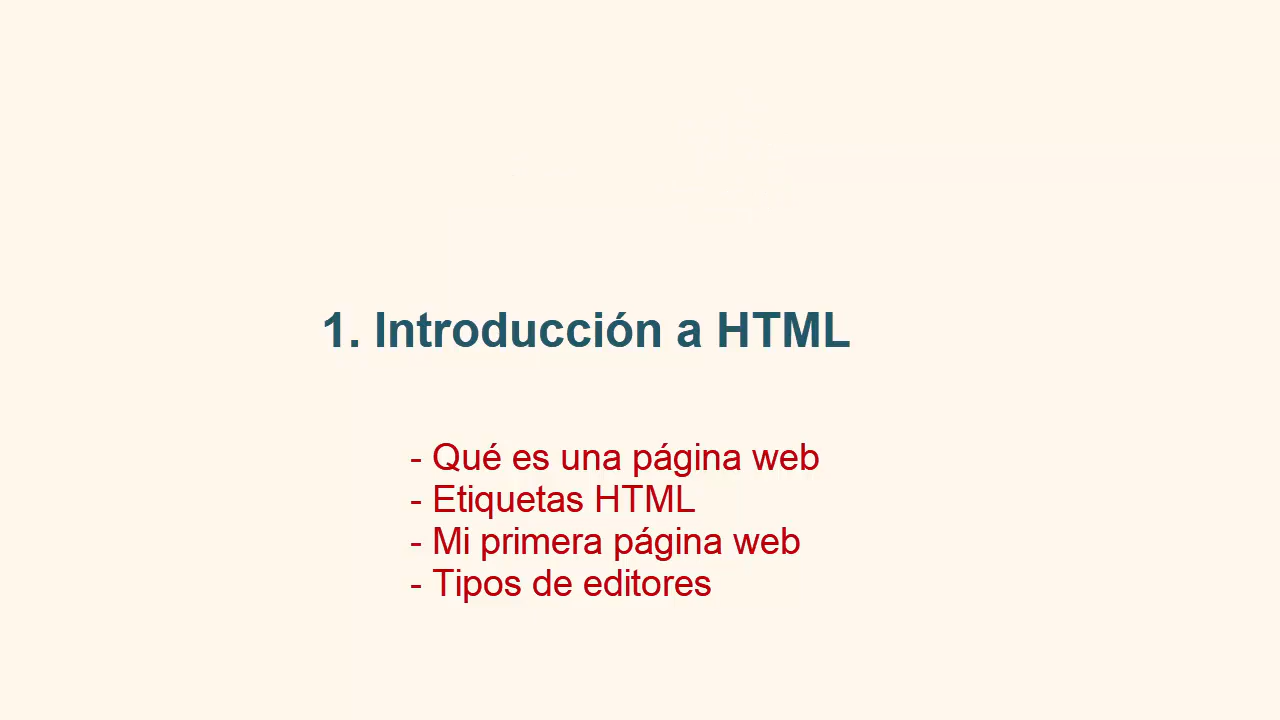 1. Introducción a HTML
- Qué es una página web
- Etiquetas HTML
- Mi primera página web
- Tipos de editores